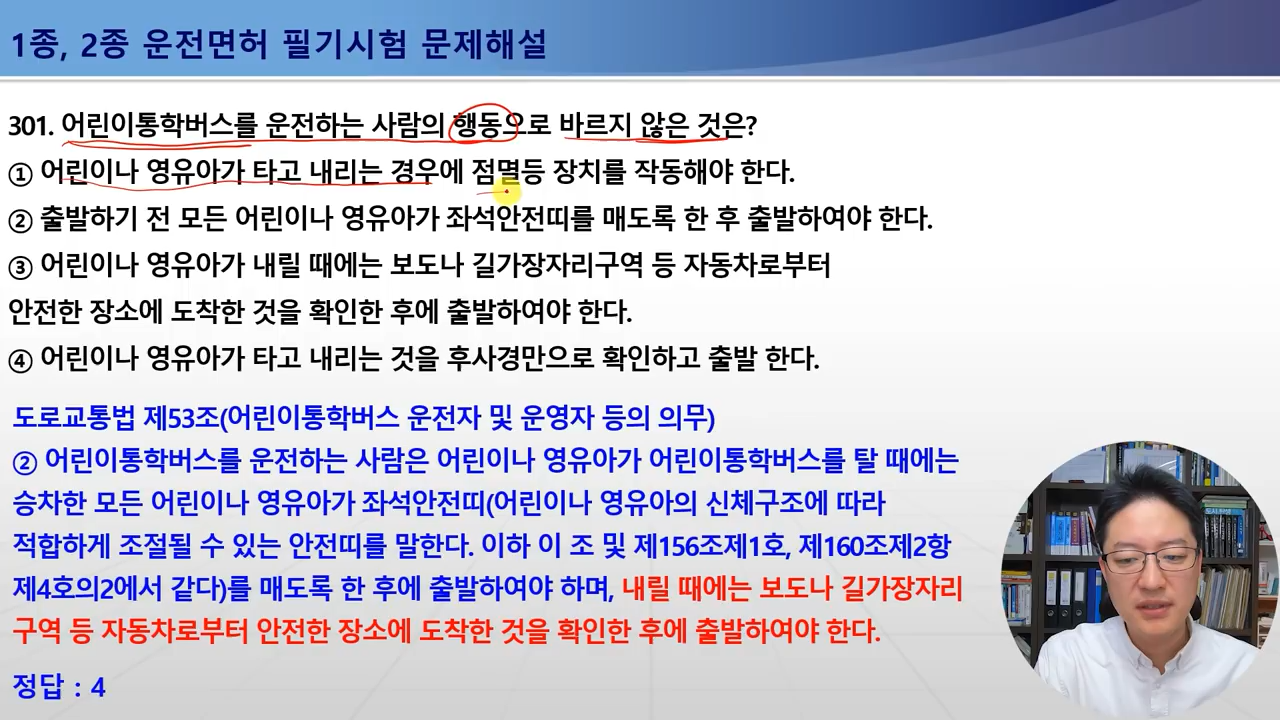 1종, 2종 운전면허 필기시험 문제해설
301. 어린이통학버스를 운전하는 사람의 행동으로 바르지 않은 것은?
① 어린이나 영유아가 타고 내리는 경우에 점멸등 장치를 작동해야 한다.
② 출발하기 전 모든 어린이나 영유아가 좌석안전띠를 매도록 한 후 출발하여야 한다.
③ 어린이나 영유아가 내릴 때에는 보도나 길가장자리구역 등 자동차로부터
안전한 장소에 도착한 것을 확인한 후에 출발하여야 한다.
④ 어린이나 영유아가 타고 내리는 것을 후사경만으로 확인하고 출발 한다.
도로교통법 제53조(어린이통학버스 운전자 및 운영자 등의 의무)
② 어린이통학버스를 운전하는 사람은 어린이나 영유아가 어린이통학버스를 탈 때에는
승차한 모든 어린이나 영유아가 좌석안전띠(어린이나 영유아의 신체구조에 따라
적합하게 조절될 수 있는 안전띠를 말한다. 이하 이 조 및 제156조제1호, 제160조제2항
제4호의2에서 같다)를 매도록 한 후에 출발하여야 하며, 내릴 때에는 보도나 길가장자리
구역 등 자동차로부터 안전한 장소에 도착한 것을 확인한 후에 출발하여야 한다.
정답 : 4